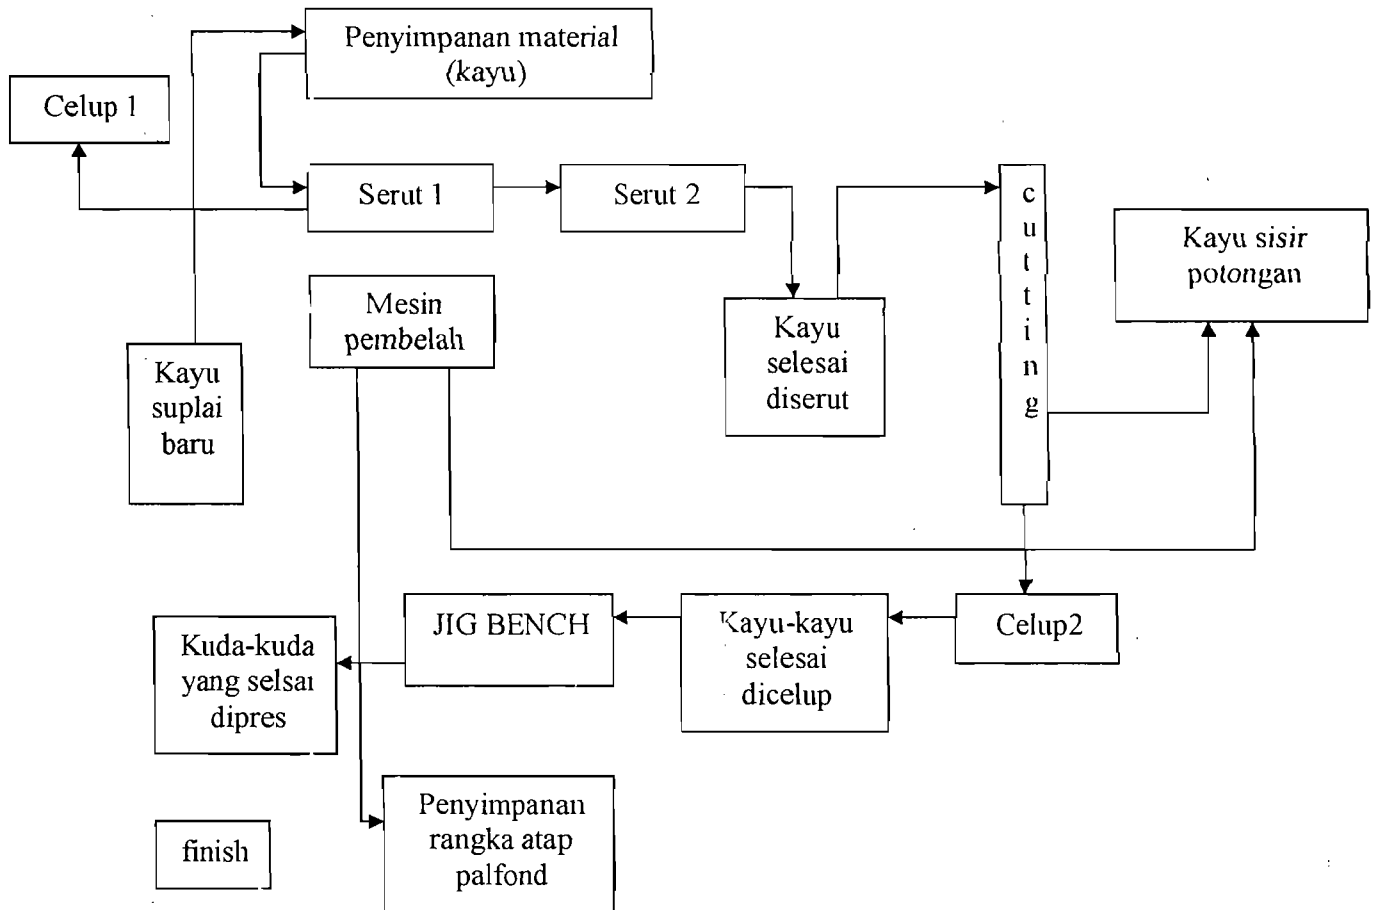 Penyimpanan material
(kayu)
Celup 1
Serut 1
Serut 2
c
u
t
t
i
n
g
Kayu sisir
potongan
Mesin
pembelah
Kayu
selesai
diserut
Kayu
suplai
baru
JIG BENCH
Kayu-kayu
selesai
dicelup
Celup2
Kuda-kuda
yang selsai
dipres
Penyimpanan
rangka atap
palfond
finish